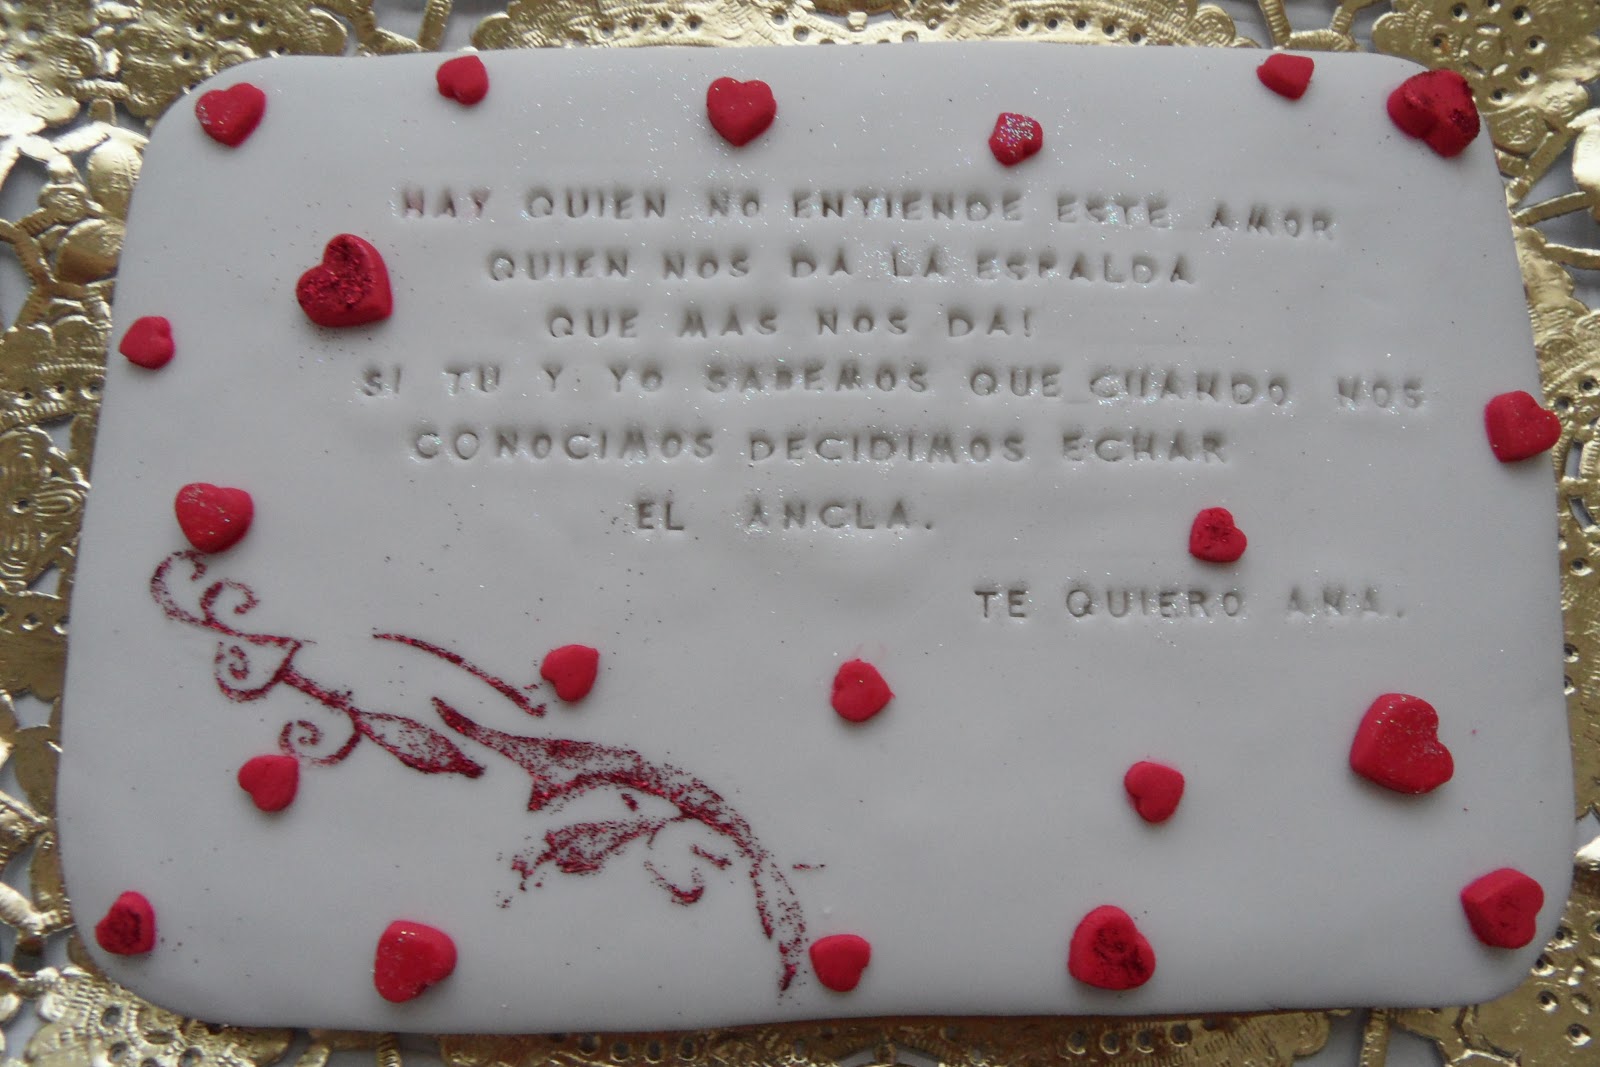 HAY QUIEN NO ENTIENDE ESTE AMOR
QUIEN NOS DA LA ESPALDA
QUE MAS NOS DA!
SI TU Y YO SABEMOS QUE CUANDO NOS
CONOCIMOS DECIDIMOS ECHAR
EL ANCLA.
TE QUIERO ANA.